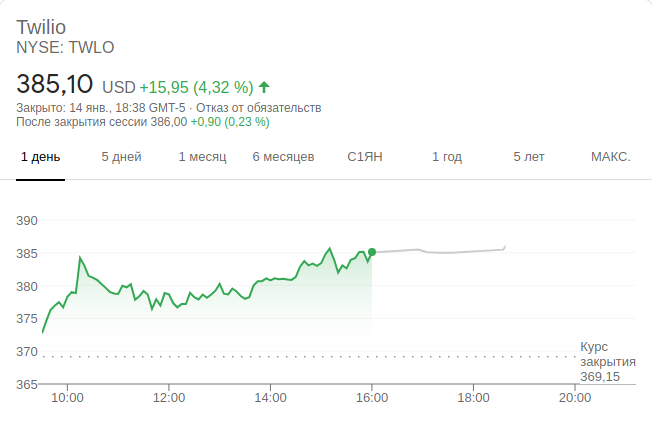 Twilio
NYSE: TWLO
385,10 USD +15,95 (4,32 %)
Закрыто: 14 янв., 18:38 GMT-5 · Отказ от обязательств
После закрытия сессии 386,00 +0,90 (0,23 %)
1 день 5 дней 1 месяц 6 месяцев С1ЯН 1 год 5 лет МАКС.
390
385
380
375
370
365
Курс
закрытия
369,15
10:00 12:00 14:00 16:00 18:00 20:00